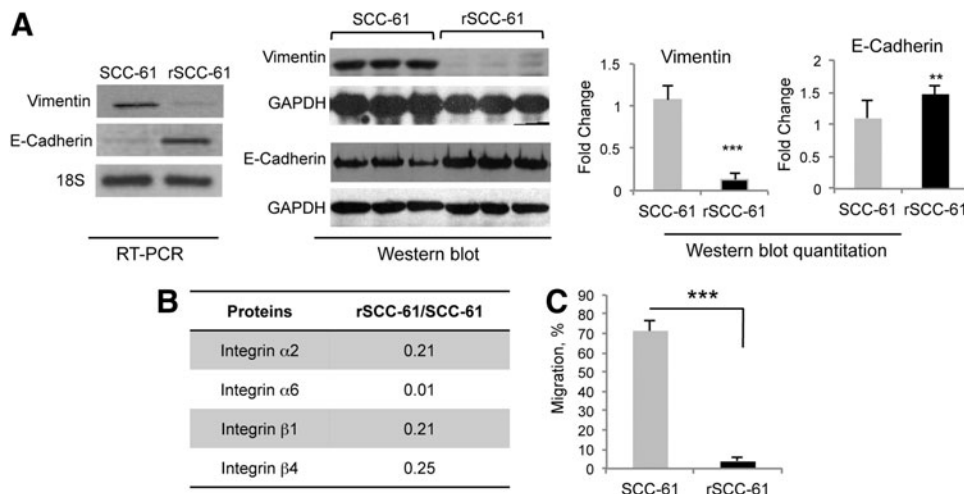 A
SCC-61 rSCC-61
Vimentin
E-Cadherin
18S
RT-PCR
SCC-61 rSCC-61
Vimentin
GAPDH
E-Cadherin
GAPDH
Western blot
Vimentin
Fold Change
1.5
1
0.5
0
***
SCC-61 rSCC-61
E-Cadherin
Fold Change
2
1.5
1
0.5
0
**
SCC-61 rSCC-61
Western blot quantitation
B
Proteins rSCC-61/SCC-61
Integrin α2 0.21
Integrin α6 0.01
Integrin β1 0.21
Integrin β4 0.25
C
Migration, %
90
80
70
60
50
40
30
20
10
0
***
SCC-61 rSCC-61